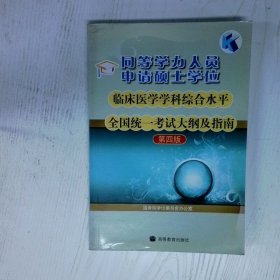 同等学力人员
申请硕士学位
临床医学学科综合水平
全国统一考试大纲及指南
第四版
国务院学位委员会办公室
高等教育出版社